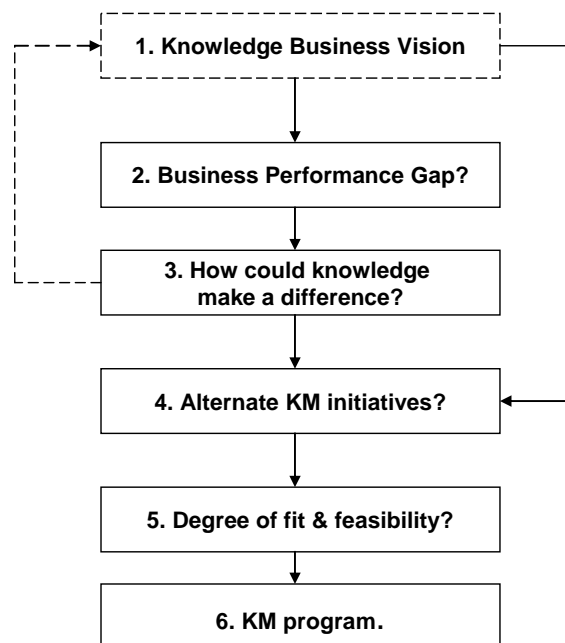 1. Knowledge Business Vision
2. Business Performance Gap?
3. How could knowledge
make a difference?
4. Alternate KM initiatives?
5. Degree of fit & feasibility?
6. KM program.